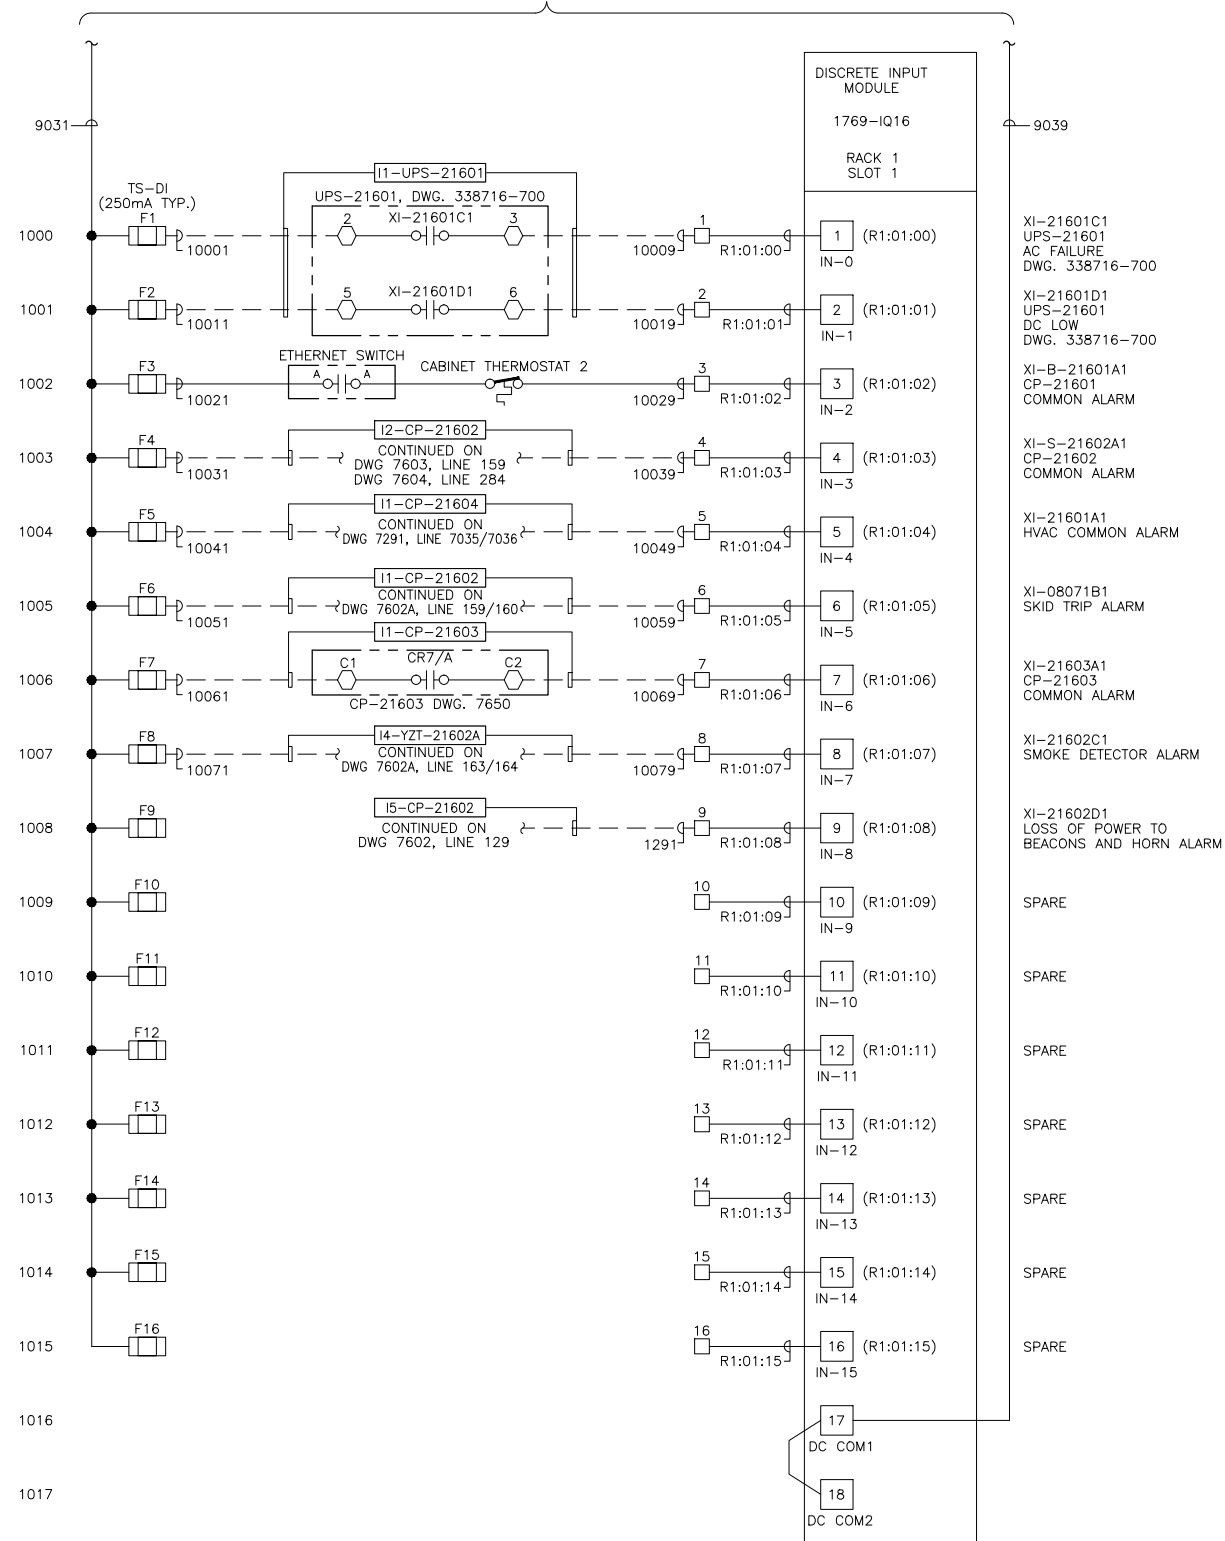 DISCRETE INPUT
MODULE
1769-IQ16
RACK 1
SLOT 1
9031
9039
TS-DI
(250mA TYP.)
I1-UPS-21601
UPS-21601, DWG. 338716-700
1000
F1
10001
2
XI-21601C1
3
10009
1
R1:01:00
1
(R1:01:00)
IN-0
XI-21601C1
UPS-21601
AC FAILURE
DWG. 338716-700
1001
F2
10011
5
XI-21601D1
6
10019
2
R1:01:01
2
(R1:01:01)
IN-1
XI-21601D1
UPS-21601
DC LOW
DWG. 338716-700
1002
F3
10021
ETHERNET SWITCH
A
A
CABINET THERMOSTAT 2
10029
3
R1:01:02
3
(R1:01:02)
IN-2
XI-B-21601A1
CP-21601
COMMON ALARM
1003
F4
10031
I2-CP-21602
CONTINUED ON
DWG 7603, LINE 159
DWG 7604, LINE 284
10039
4
R1:01:03
4
(R1:01:03)
IN-3
XI-S-21602A1
CP-21602
COMMON ALARM
1004
F5
10041
I1-CP-21604
CONTINUED ON
DWG 7291, LINE 7035/7036
10049
5
R1:01:04
5
(R1:01:04)
IN-4
XI-21601A1
HVAC COMMON ALARM
1005
F6
10051
I1-CP-21602
CONTINUED ON
DWG 7602A, LINE 159/160
10059
6
R1:01:05
6
(R1:01:05)
IN-5
XI-08071B1
SKID TRIP ALARM
1006
F7
10061
I1-CP-21603
C1
CR7/A
C2
CP-21603 DWG. 7650
10069
7
R1:01:06
7
(R1:01:06)
IN-6
XI-21603A1
CP-21603
COMMON ALARM
1007
F8
10071
I4-YZT-21602A
CONTINUED ON
DWG 7602A, LINE 163/164
10079
8
R1:01:07
8
(R1:01:07)
IN-7
XI-21602C1
SMOKE DETECTOR ALARM
1008
F9
I5-CP-21602
CONTINUED ON
DWG 7602, LINE 129
1291
9
R1:01:08
9
(R1:01:08)
IN-8
XI-21602D1
LOSS OF POWER TO
BEACONS AND HORN ALARM
1009
F10
10
R1:01:09
10
(R1:01:09)
IN-9
SPARE
1010
F11
11
R1:01:10
11
(R1:01:10)
IN-10
SPARE
1011
F12
12
R1:01:11
12
(R1:01:11)
IN-11
SPARE
1012
F13
13
R1:01:12
13
(R1:01:12)
IN-12
SPARE
1013
F14
14
R1:01:13
14
(R1:01:13)
IN-13
SPARE
1014
F15
15
R1:01:14
15
(R1:01:14)
IN-14
SPARE
1015
F16
16
R1:01:15
16
(R1:01:15)
IN-15
SPARE
1016
17
DC COM1
1017
18
DC COM2